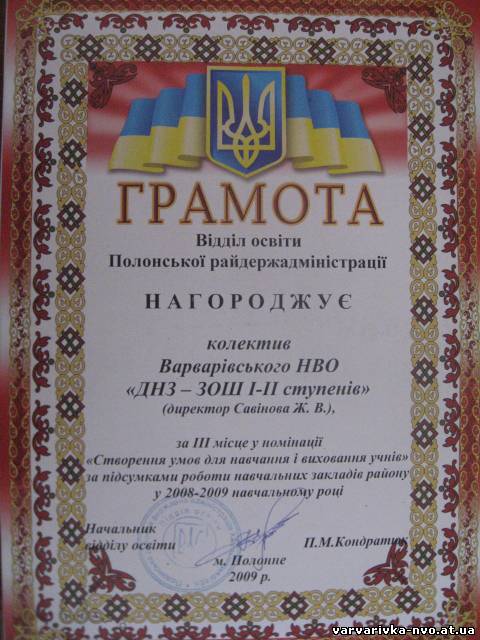 ГРАМОТА
Відділ освіти
Полонської райдержадміністрації
НАГОРОДЖУЄ
колектив
Варварівського НВО
«ДНЗ – ЗОШ І-ІІ ступенів»
(директор Савінова Ж. В.),
за ІІІ місце у номінації
«Створення умов для навчання і виховання учнів»
за підсумками роботи навчальних закладів району
у 2008-2009 навчальному році
Начальник
відділу освіти П.М.Кондратюк
м. Полонне
2009 р.
varvarivka-nvo.at.ua